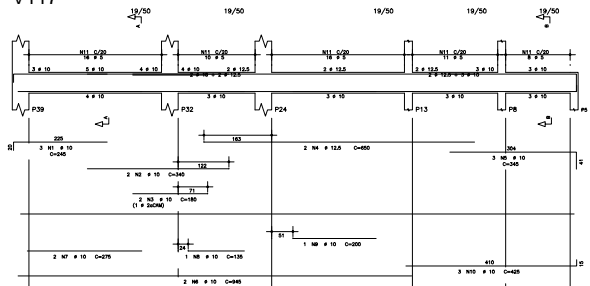 V117
19/50 19/50 19/50 19/50 19/50
A B
N11 C/20 N11 C/20 N11 C/20 N11 C/20 N11 C/20
16 ø 5 10 ø 5 16 ø 5 11 ø 5 8 ø 5
3 ø 10 5 ø 10 4 ø 10 4 ø 10 2 ø 12.5 2 ø 12.5 2 ø 12.5 3 ø 10 3 ø 10
4 ø 10 3 ø 10 3 ø 10 3 ø 10 3 ø 10
P39 P32 P24 P13 P8 P5
A B
225 163
20 3 N1 ø 10 2 N4 ø 12.5 C=650
C=245
304
122 3 N5 ø 10 41
2 N2 ø 10 C=340 C=345
71
2 N3 ø 10 C=180
(1 ø 2aCAM)
51
24 1 N9 ø 10 C=200
2 N7 ø 10 C=275 1 N8 ø 10 C=135
410
3 N10 ø 10 C=425 15
2 N6 ø 10 C=945